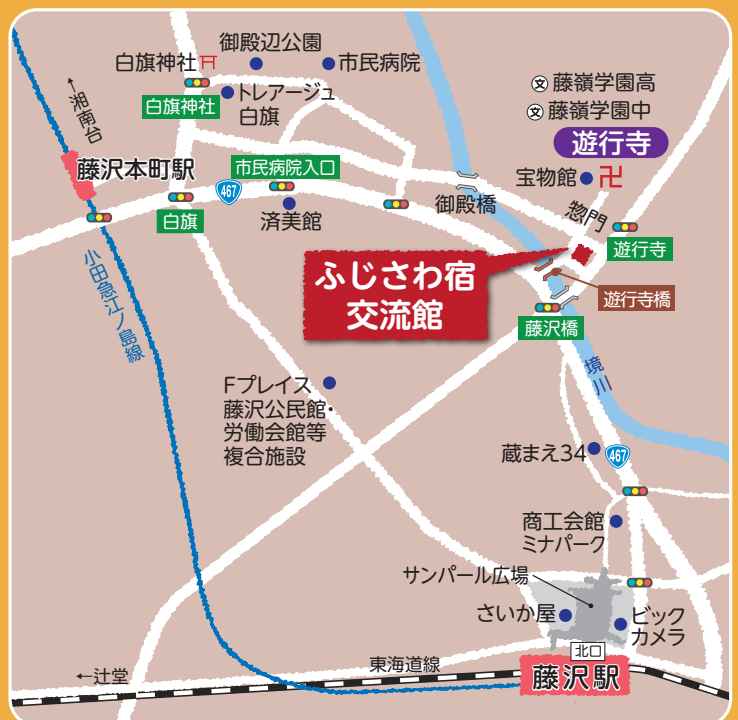 御殿辺公園
白旗神社
市民病院
白旗神社
トレアージュ
白旗
←湘南台
文 藤嶺学園高
文 藤嶺学園中
遊行寺
宝物館
藤沢本町駅
市民病院入口
467
白旗
済美館
御殿橋
惣門
遊行寺
ふじさわ宿
交流館
遊行寺橋
藤沢橋
小田急江ノ島線
境川
Fプレイス
藤沢公民館・
労働会館等
複合施設
蔵まえ34
467
商工会館
ミナパーク
サンパール広場
さいか屋
ビック
カメラ
北口
藤沢駅
東海道線
←辻堂